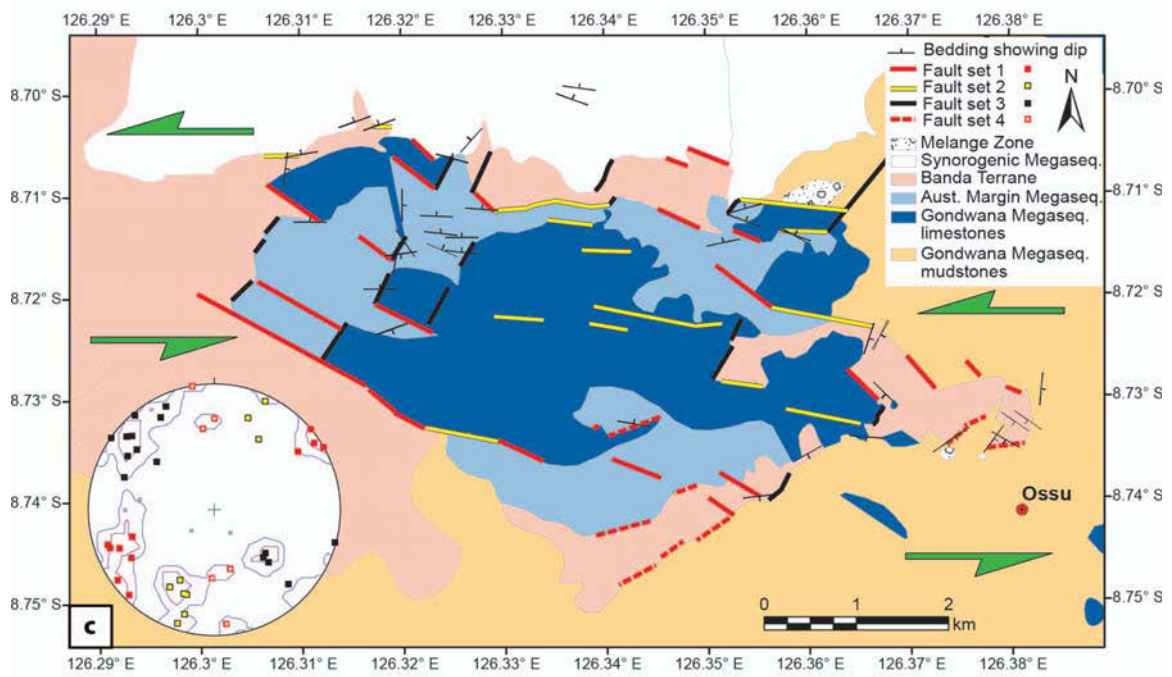 126.29° E 126.3° E 126.31° E 126.32° E 126.33° E 126.34° E 126.35° E 126.36° E 126.37° E 126.38° E
Bedding showing dip
Fault set 1
Fault set 2
Fault set 3
Fault set 4
N
Melange Zone
Synorogenic Megaseq.
Banda Terrane
Aust. Margin Megaseq.
Gondwana Megaseq.
limestones
Gondwana Megaseq.
mudstones
8.70° S 8.70° S
8.71° S 8.71° S
8.72° S 8.72° S
8.73° S 8.73° S
8.74° S 8.74° S
8.75° S 8.75° S
Ossu
0 1 2
km
c
126.29° E 126.3° E 126.31° E 126.32° E 126.33° E 126.34° E 126.35° E 126.36° E 126.37° E 126.38° E